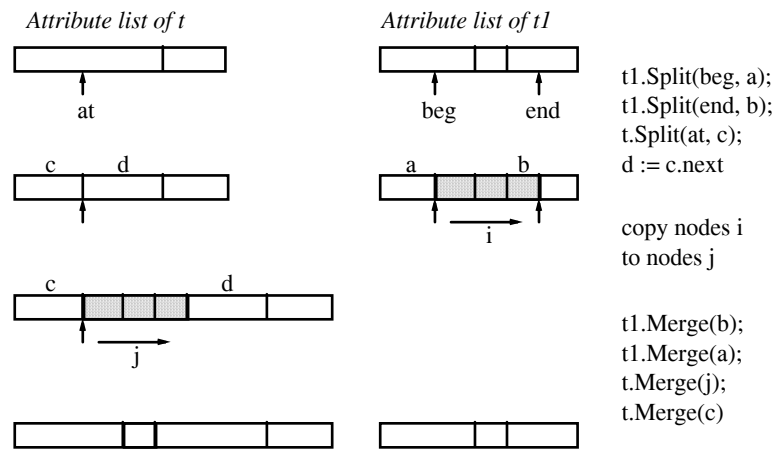 Attribute list of t
Attribute list of t1
at
beg end
t1.Split(beg, a);
t1.Split(end, b);
t.Split(at, c);
d := c.next
c d
a b
i
copy nodes i
to nodes j
c d
j
t1.Merge(b);
t1.Merge(a);
t.Merge(j);
t.Merge(c)